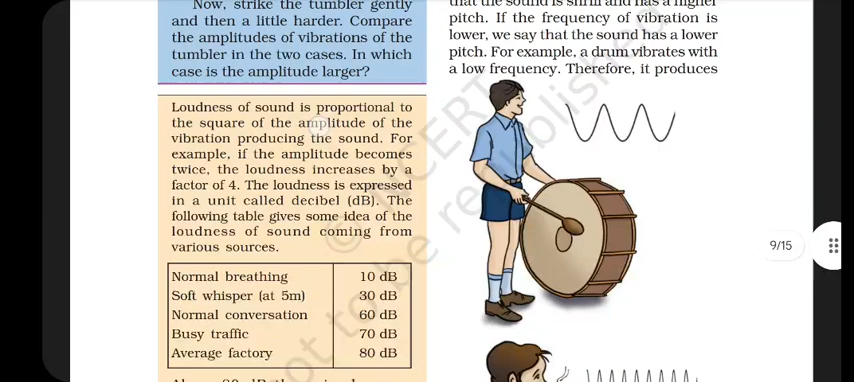 Now, strike the tumbler gently
and then a little harder. Compare
the amplitudes of vibrations of the
tumbler in the two cases. In which
case is the amplitude larger?
Loudness of sound is proportional to
the square of the amplitude of the
vibration producing the sound. For
example, if the amplitude becomes
twice, the loudness increases by a
factor of 4. The loudness is expressed
in a unit called decibel (dB). The
following table gives some idea of the
loudness of sound coming from
various sources.
Normal breathing 10 dB
Soft whisper (at 5m) 30 dB
Normal conversation 60 dB
Busy traffic 70 dB
Average factory 80 dB
that the sound is shrill and has a higher
pitch. If the frequency of vibration is
lower, we say that the sound has a lower
pitch. For example, a drum vibrates with
a low frequency. Therefore, it produces
9/15
© NCERT
not to be republished